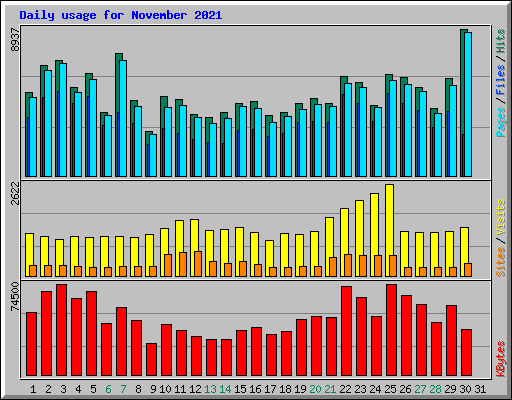 Daily usage for November 2021
8937
Pages / Files / Hits
2622
Sites / Visits
74500
KBytes
1 2 3 4 5 6 7 8 9 10 11 12 13 14 15 16 17 18 19 20 21 22 23 24 25 26 27 28 29 30 31